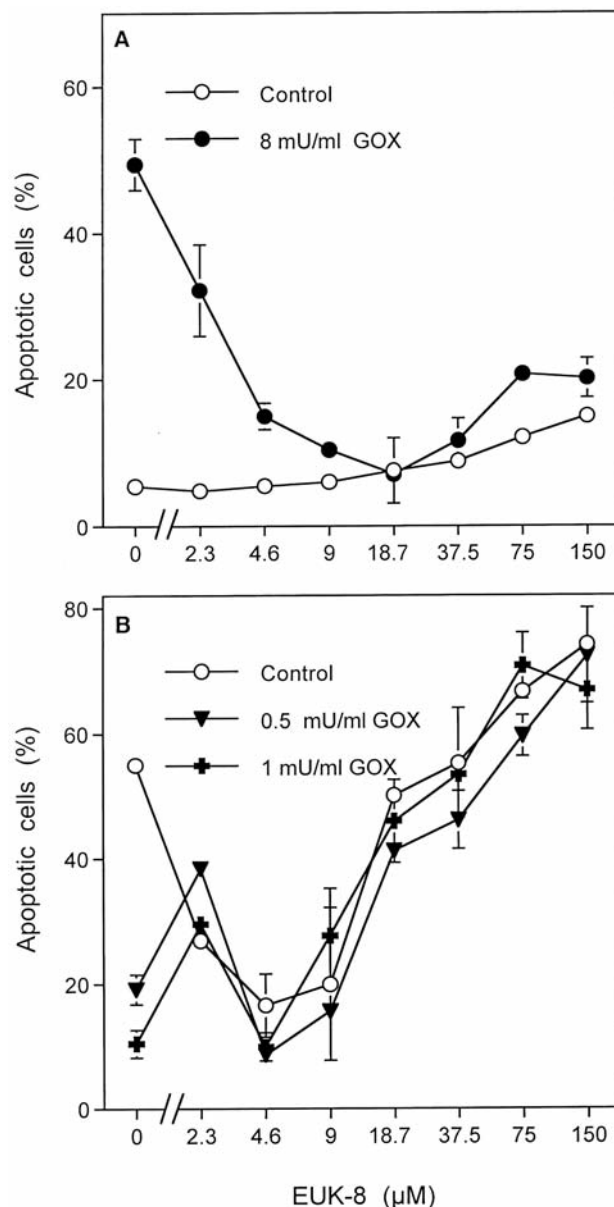 A
Control
8 mU/ml GOX
Apoptotic cells (%)
60
40
20
0
0 2.3 4.6 9 18.7 37.5 75 150
B
Control
0.5 mU/ml GOX
1 mU/ml GOX
Apoptotic cells (%)
80
60
40
20
0
0 2.3 4.6 9 18.7 37.5 75 150
EUK-8 (µM)